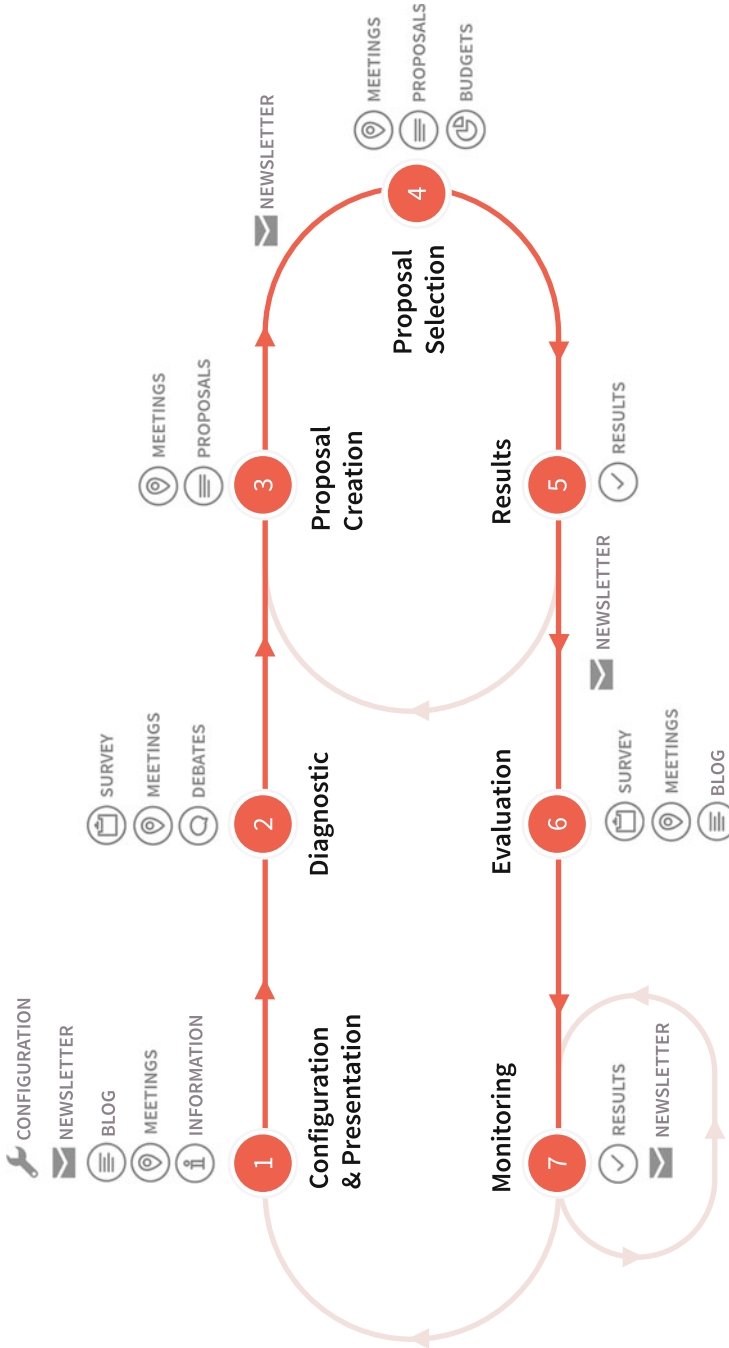 CONFIGURATION
NEWSLETTER
BLOG
MEETINGS
INFORMATION
1
Configuration
& Presentation
SURVEY
MEETINGS
DEBATES
2
Diagnostic
MEETINGS
PROPOSALS
3
Proposal
Creation
NEWSLETTER
MEETINGS
PROPOSALS
BUDGETS
4
Proposal
Selection
Results
5
RESULTS
NEWSLETTER
Evaluation
6
SURVEY
MEETINGS
BLOG
Monitoring
7
RESULTS
NEWSLETTER